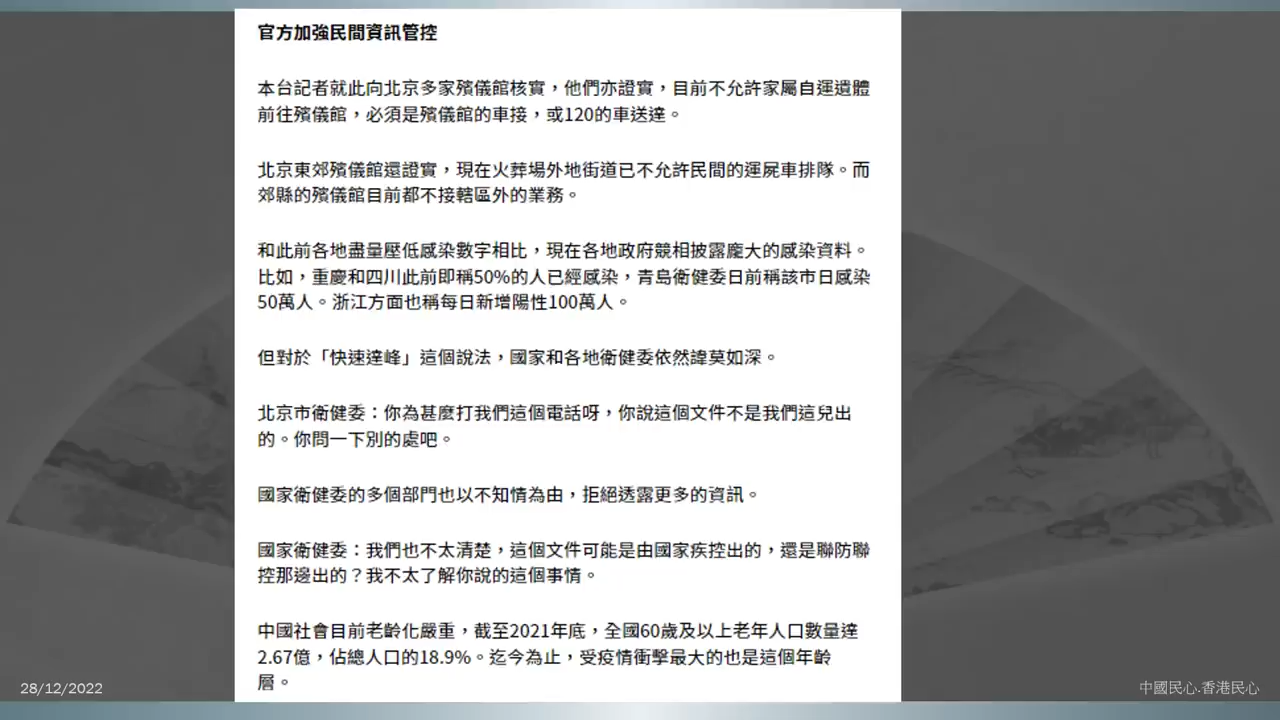 官方加強民間資訊管控
本台記者就此向北京多家殯儀館核實，他們亦證實，目前不允許家屬自運遺體
前往殯儀館，必須是殯儀館的車接，或120的車送達。
北京東郊殯儀館還證實，現在火葬場外地街道已不允許民間的運屍車排隊。而
郊縣的殯儀館目前都不接轄區外的業務。
和此前各地盡量壓低感染數字相比，現在各地政府競相披露龐大的感染資料。
比如，重慶和四川此前即稱50%的人已經感染，青島衛健委日前稱該市日感染
50萬人。浙江方面也稱每日新增陽性100萬人。
但對於「快速達峰」這個說法，國家和各地衛健委依然諱莫如深。
北京市衛健委：你為甚麼打我們這個電話呀，你說這個文件不是我們這兒出
的。你問一下別的處吧。
國家衛健委的多個部門也以不知情為由，拒絕透露更多的資訊。
國家衛健委：我們也不太清楚，這個文件可能是由國家疾控出的，還是聯防聯
控那邊出的？我不太了解你說的這個事情。
中國社會目前老齡化嚴重，截至2021年底，全國60歲及以上老年人口數量達
2.67億，佔總人口的18.9%。迄今為止，受疫情衝擊最大的也是這個年齡
層。
28/12/2022
中國民心.香港民心